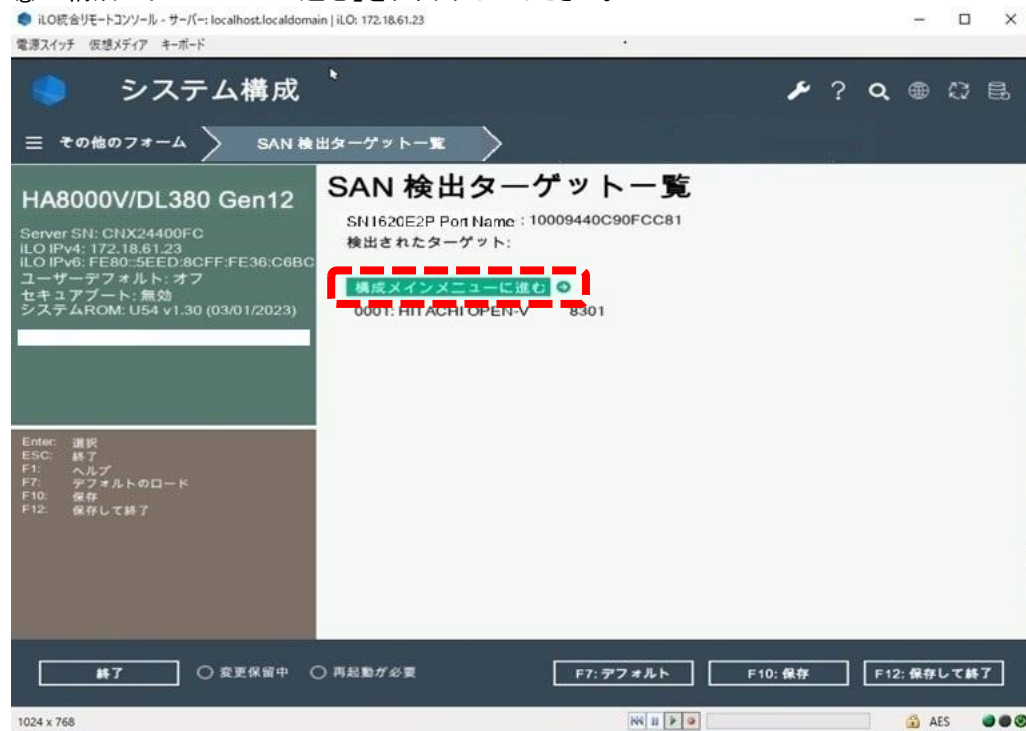 iLO統合リモートコンソール - サーバー: localhost.localdomain | iLO: 172.18.61.23
電源スイッチ 仮想メディア キーボード
システム構成
その他のフォーム SAN 検出ターゲット一覧
HA8000V/DL380 Gen12
Server SN: CNX24400FC
iLO IPv4: 172.18.61.23
iLO IPv6: FE80::5EED:8CFF:FE36:C6BC
ユーザーデフォルト: オフ
セキュアブート: 無効
システムROM: U54 v1.30 (03/01/2023)
Enter: 選択
ESC: 終了
F1: ヘルプ
F7: デフォルトのロード
F10: 保存
F12: 保存して終了
SAN 検出ターゲット一覧
SN1620E2P Port Name : 10009440C90FCC81
検出されたターゲット:
構成メインメニューに進む
0001: HITACHI OPEN-V 8301
終了 変更保留中 再起動が必要 F7: デフォルト F10: 保存 F12: 保存して終了
1024 x 768 AES